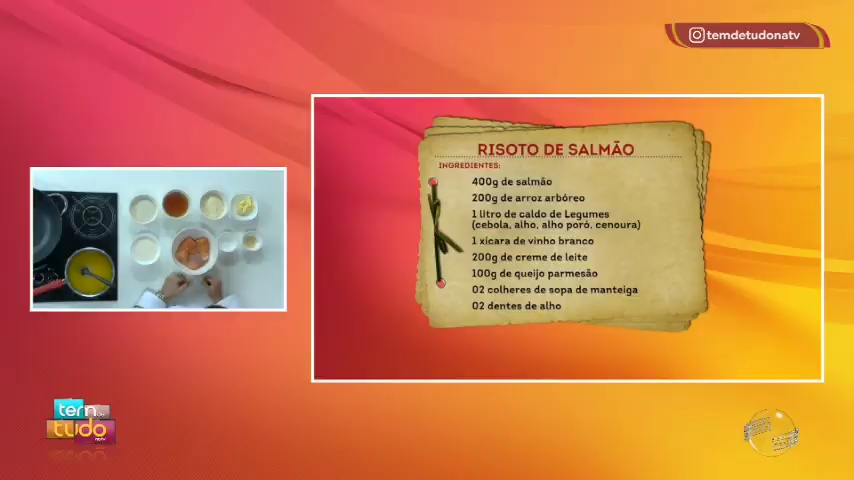 temdetudonatv
RISOTO DE SALMÃO
INGREDIENTES:
400g de salmão
200g de arroz arbóreo
1 litro de caldo de Legumes
(cebola, alho, alho poró, cenoura)
1 xícara de vinho branco
200g de creme de leite
100g de queijo parmesão
02 colheres de sopa de manteiga
02 dentes de alho
tem de
tudo